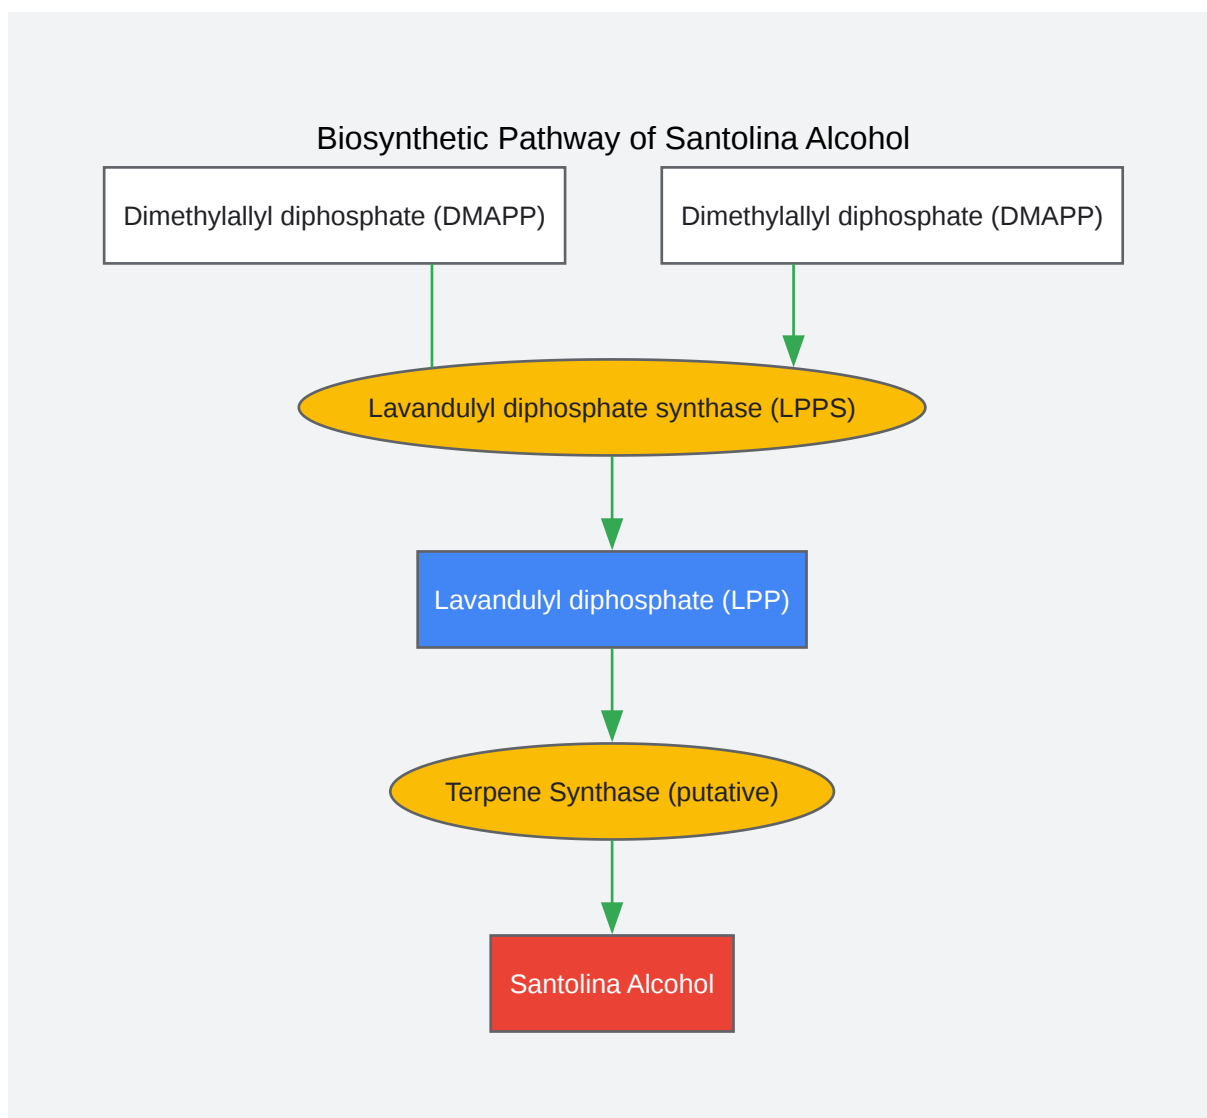 Biosynthetic Pathway of Santolina Alcohol
Dimethylallyl diphosphate (DMAPP)
Dimethylallyl diphosphate (DMAPP)
Lavandulyl diphosphate synthase (LPPS)
Lavandulyl diphosphate (LPP)
Terpene Synthase (putative)
Santolina Alcohol